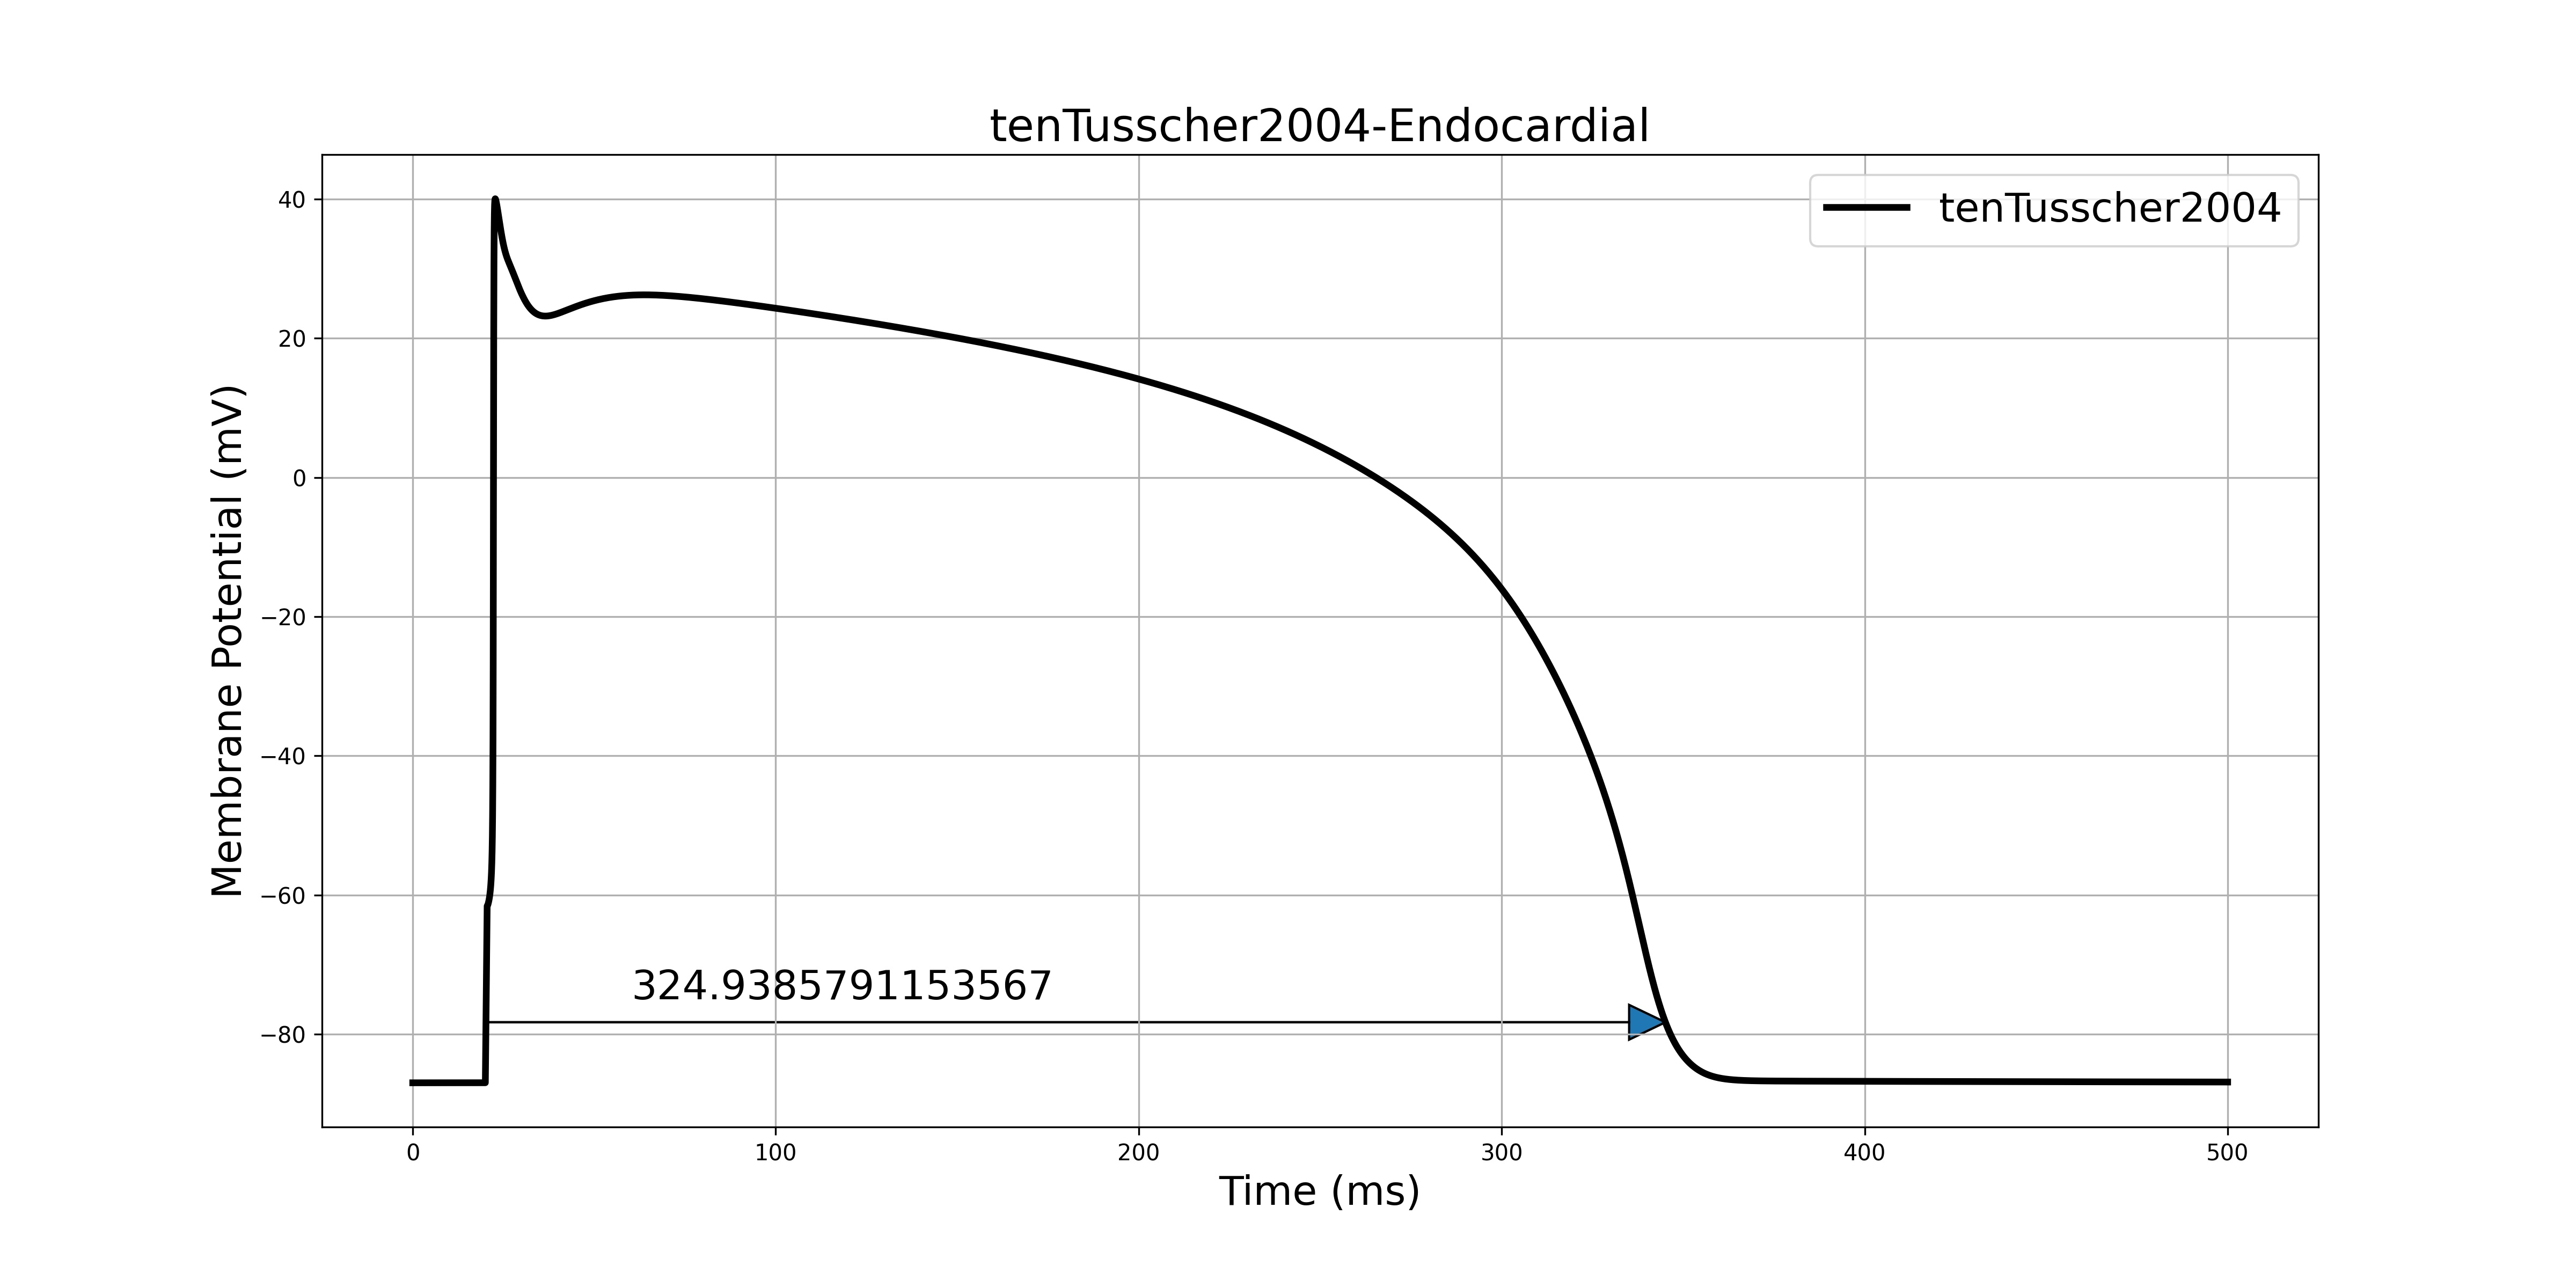 tenTusscher2004-Endocardial
tenTusscher2004
40
20
0
−20
−40
−60
−80
Membrane Potential (mV)
324.9385791153567
0 100 200 300 400 500
Time (ms)